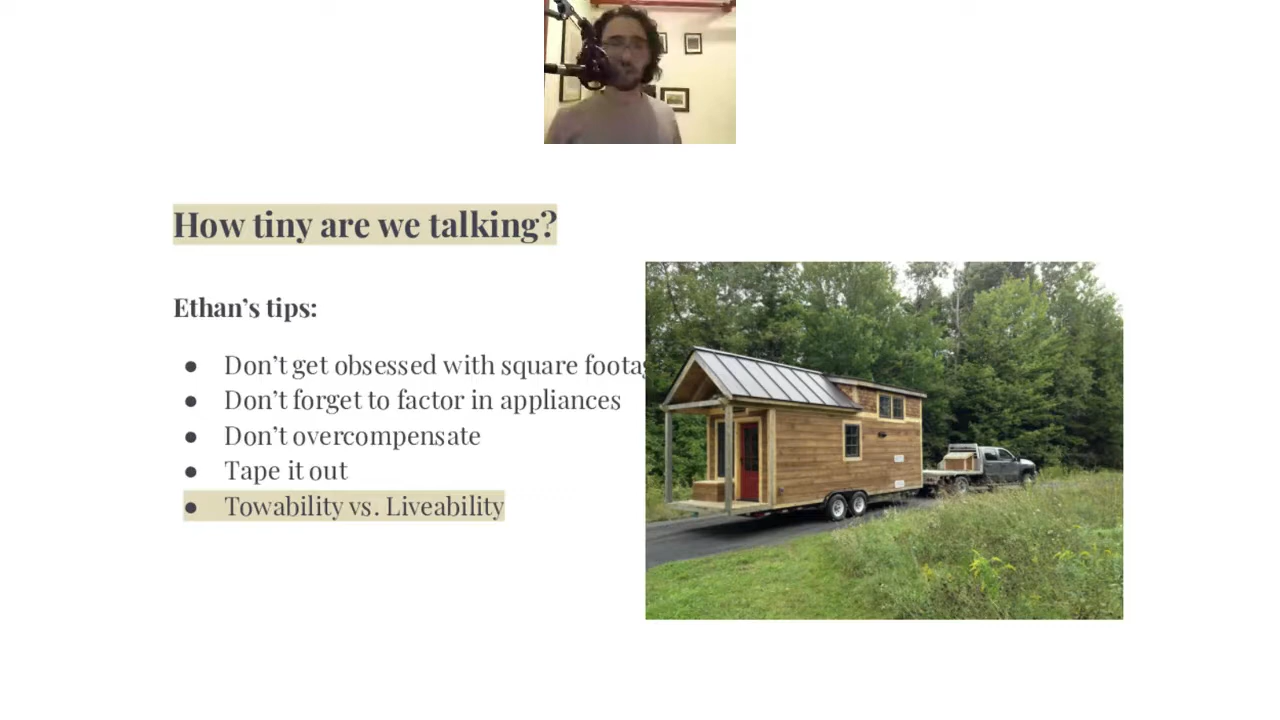 How tiny are we talking?
Ethan's tips:
● Don't get obsessed with square foota
● Don't forget to factor in appliances
● Don't overcompensate
● Tape it out
● Towability vs. Liveability